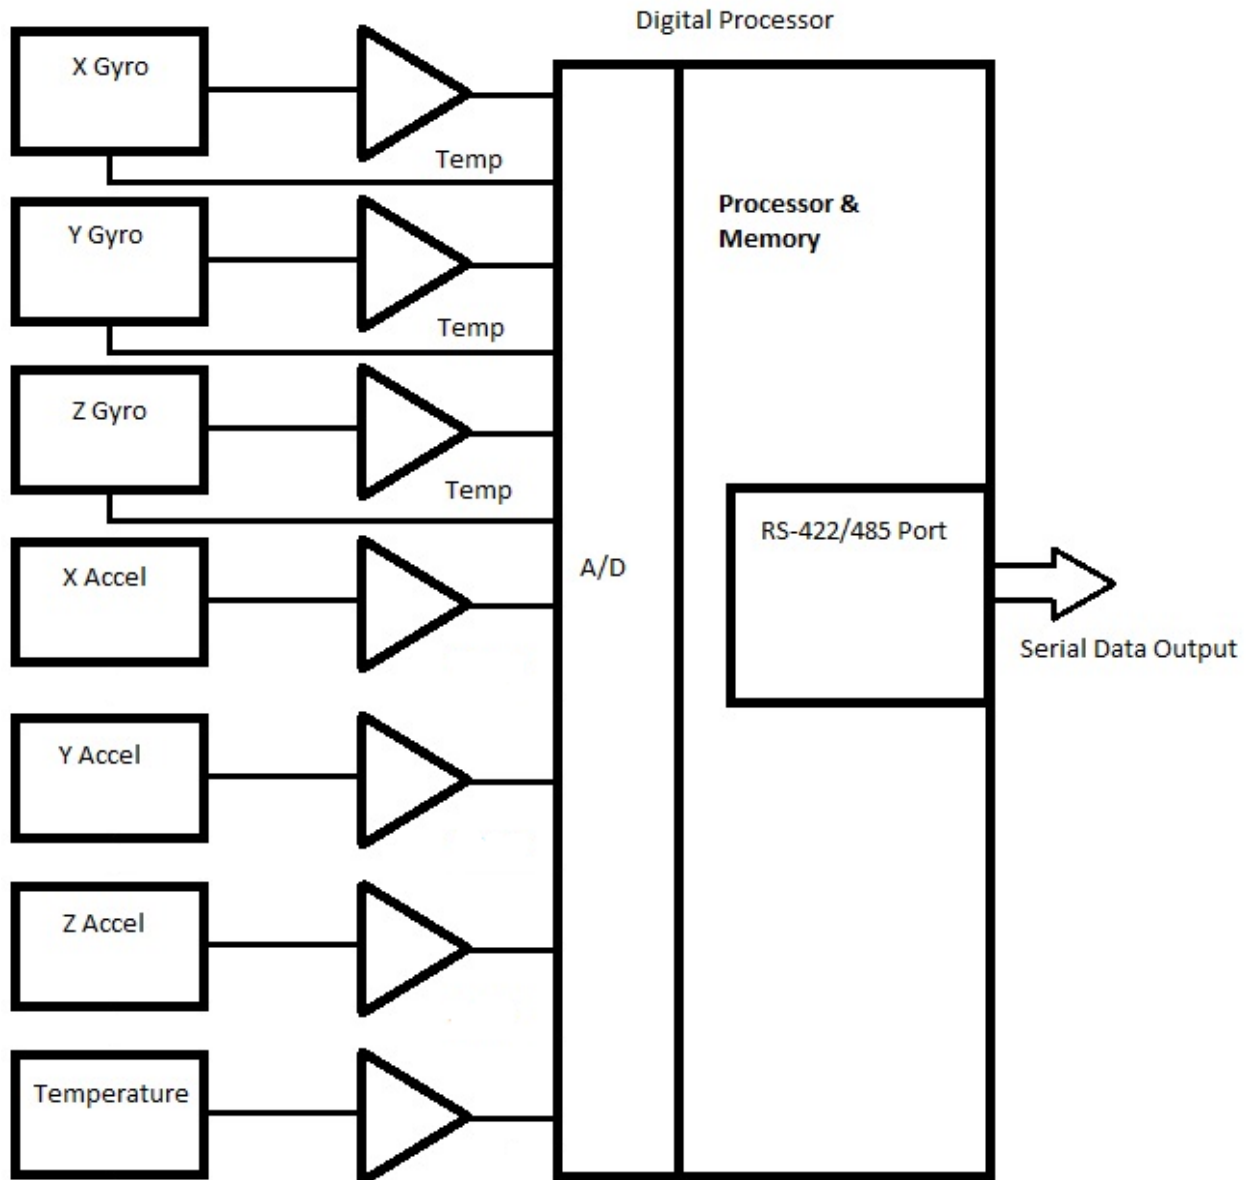 Digital Processor
X Gyro
Temp
Y Gyro
Temp
Z Gyro
Temp
X Accel
Y Accel
Z Accel
Temperature
A/D
Processor &
Memory
RS-422/485 Port
Serial Data Output